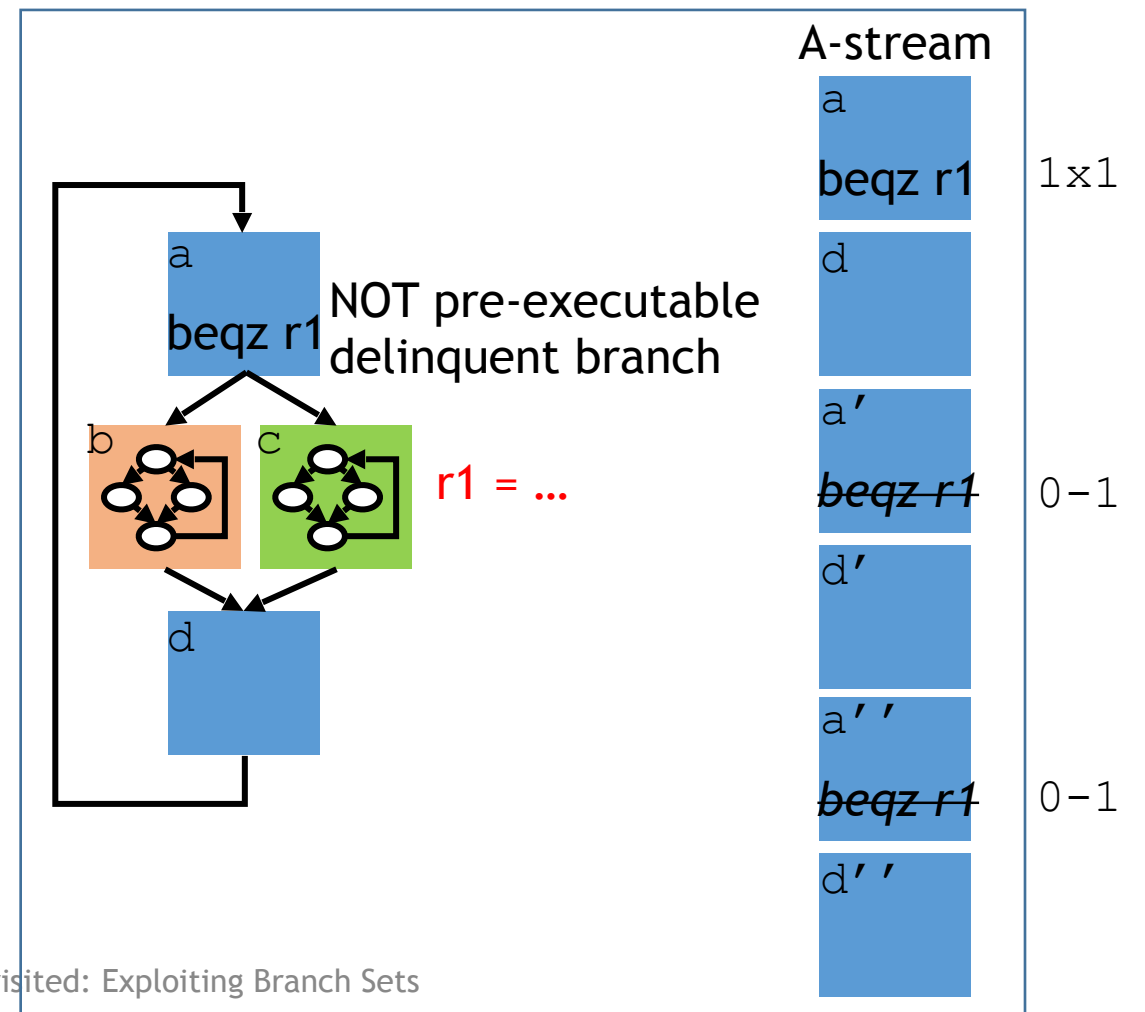 A-stream
a
beqz r1
1x1
d
a
beqz r1
NOT pre-executable
delinquent branch
a′
beqz r1
0-1
b
c
r1 = …
d′
d
a′′
beqz r1
0-1
d′′
isited: Exploiting Branch Sets